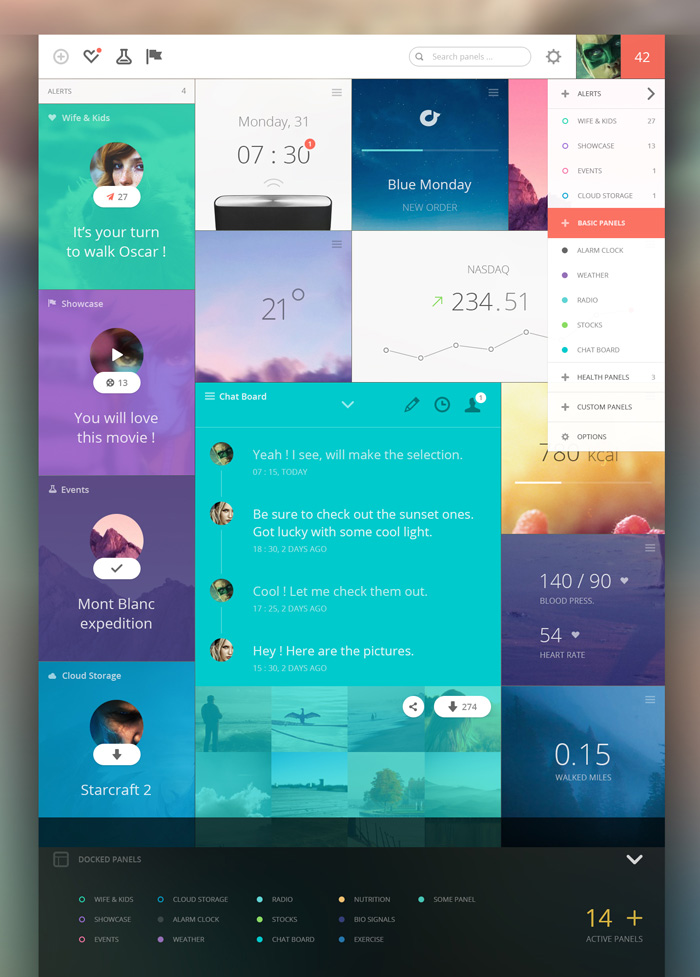 Search panels ...
42
ALERTS 4
Wife & Kids
27
It's your turn
to walk Oscar !
Showcase
13
You will love
this movie !
Events
Mont Blanc
expedition
Cloud Storage
Starcraft 2
Monday, 31
07 : 30
1
Blue Monday
NEW ORDER
21°
NASDAQ
234.51
ALERTS
WIFE & KIDS 27
SHOWCASE 13
EVENTS 1
CLOUD STORAGE 1
BASIC PANELS
ALARM CLOCK
WEATHER
RADIO
STOCKS
CHAT BOARD
HEALTH PANELS 3
CUSTOM PANELS
OPTIONS
Chat Board
1
Yeah ! I see, will make the selection.
07 : 15, TODAY
Be sure to check out the sunset ones.
Got lucky with some cool light.
18 : 30, 2 DAYS AGO
Cool ! Let me check them out.
17 : 25, 2 DAYS AGO
Hey ! Here are the pictures.
15 : 30, 2 DAYS AGO
274
780 kcal
140 / 90
BLOOD PRESS.
54
HEART RATE
0.15
WALKED MILES
DOCKED PANELS
WIFE & KIDS CLOUD STORAGE RADIO NUTRITION SOME PANEL
SHOWCASE ALARM CLOCK STOCKS BIO SIGNALS
EVENTS WEATHER CHAT BOARD EXERCISE
14 +
ACTIVE PANELS